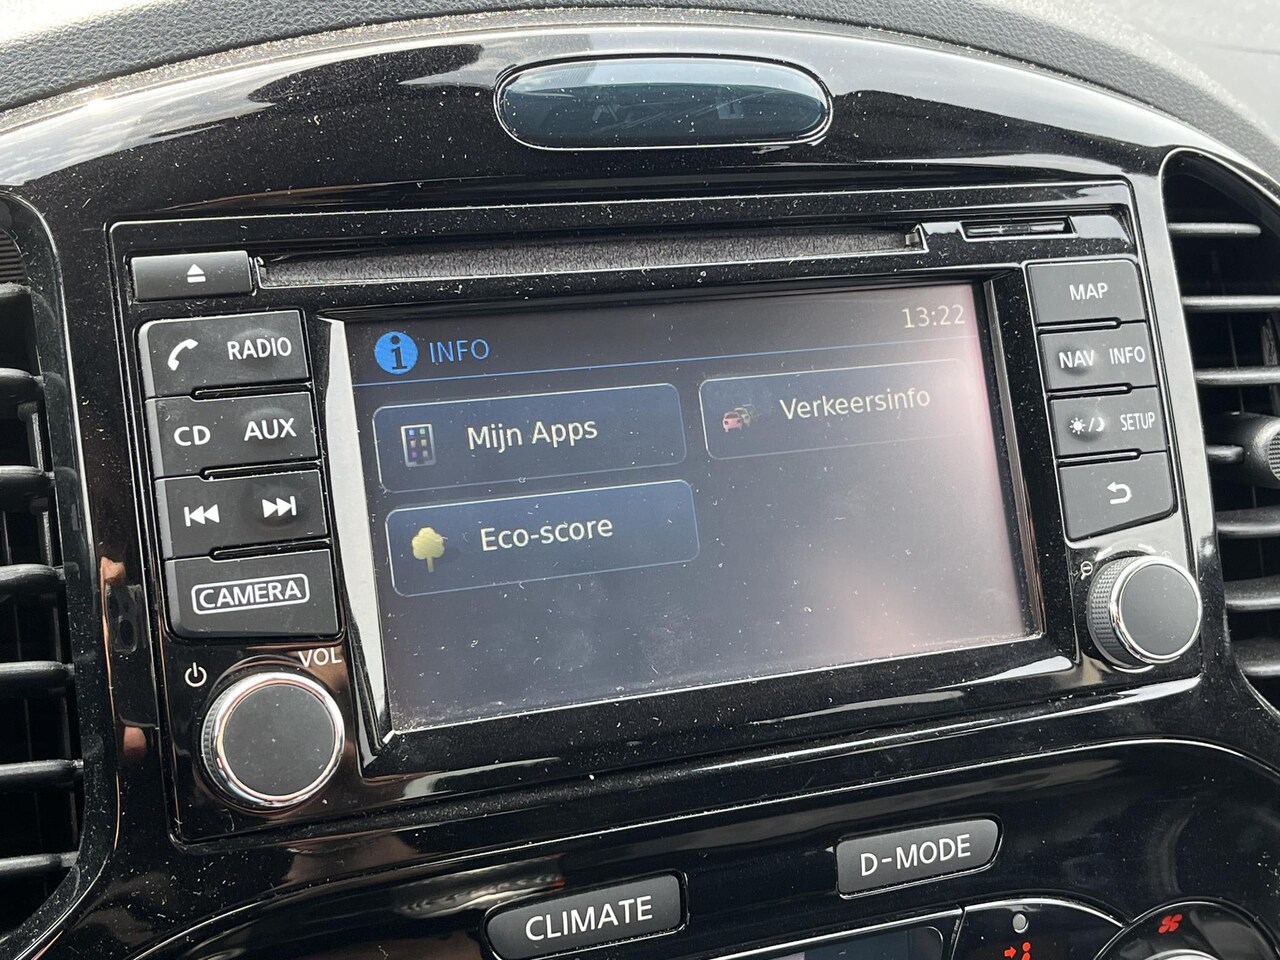 RADIO
CD AUX
CAMERA
VOL
INFO
13:22
Mijn Apps
Verkeersinfo
Eco-score
MAP
NAV INFO
SETUP
D-MODE
CLIMATE